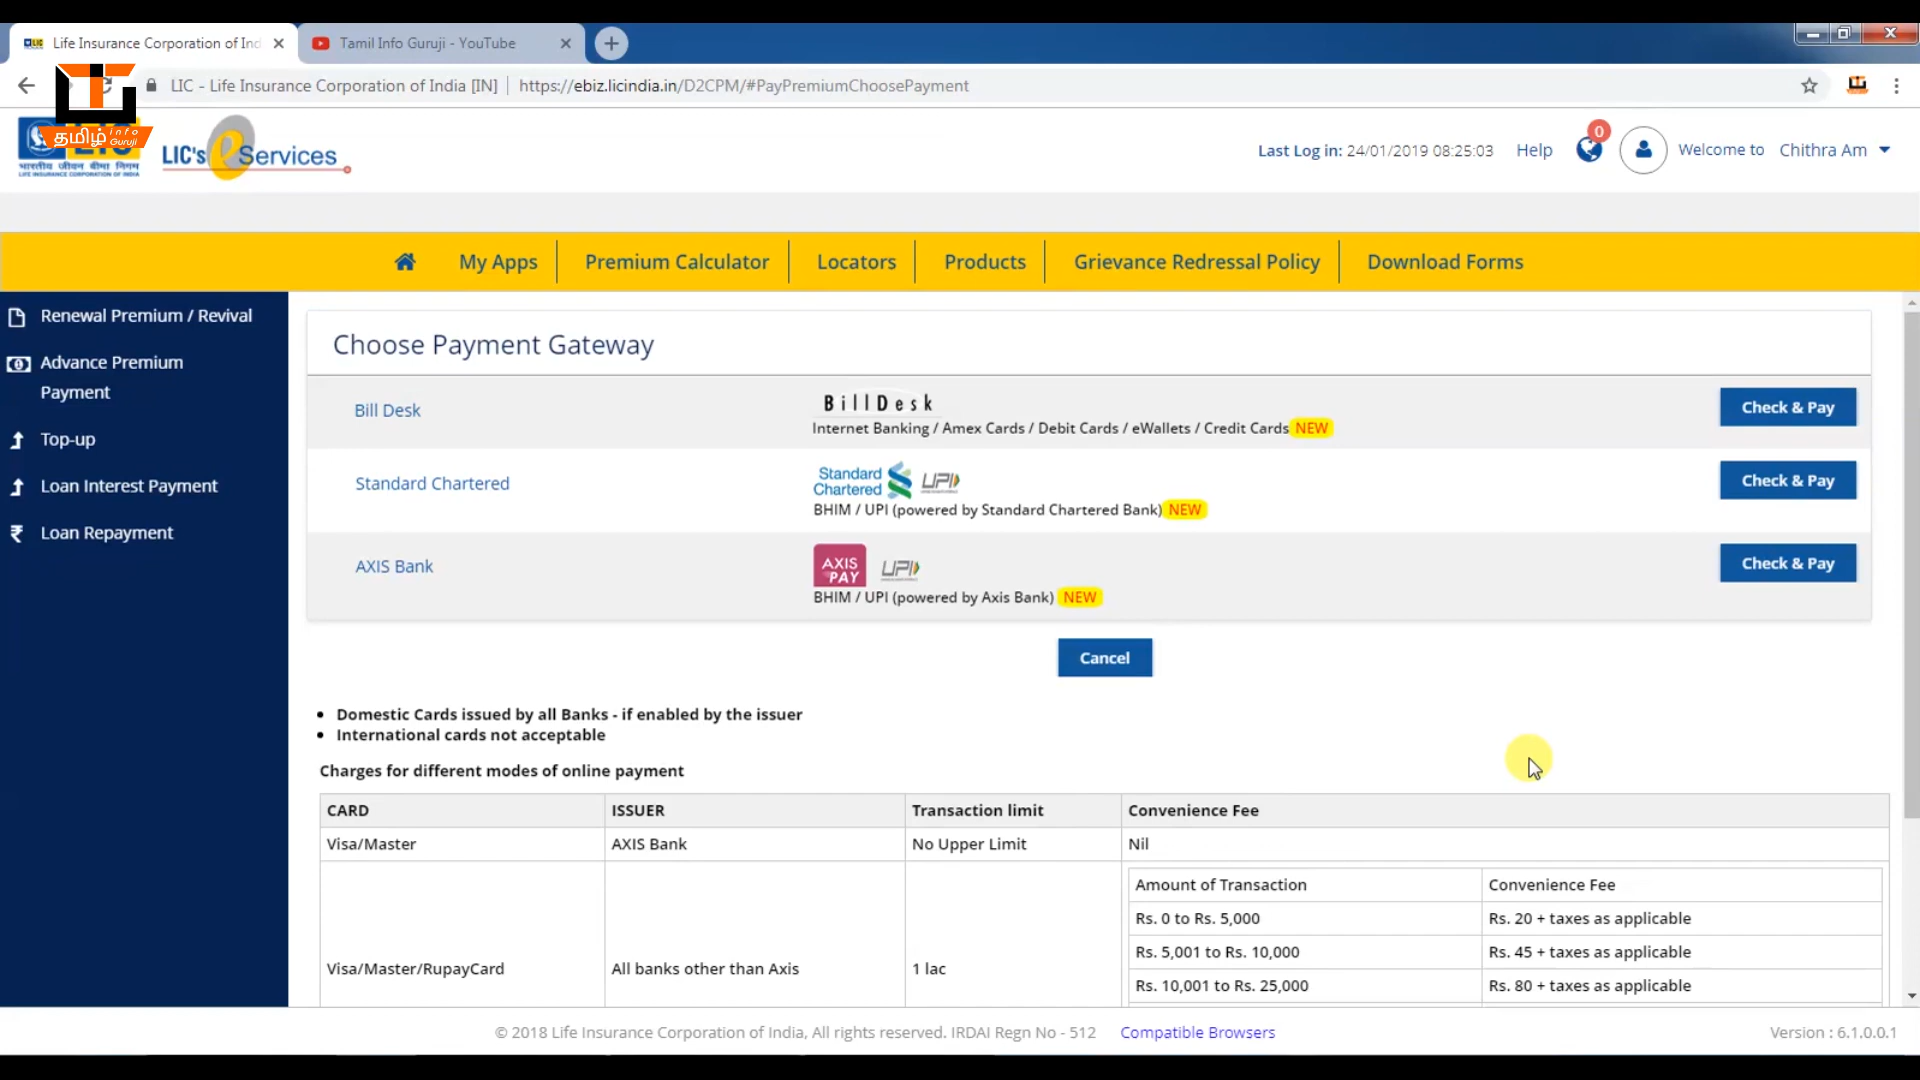 Life Insurance Corporation of Ind
Tamil Info Guruji - YouTube
LIC - Life Insurance Corporation of India [IN]
https://ebiz.licindia.in/D2CPM/#PayPremiumChoosePayment
தமிழ் Info Guruji
भारतीय जीवन बीमा निगम
LIFE INSURANCE CORPORATION OF INDIA
LIC's e Services
Last Log in: 24/01/2019 08:25:03
Help
0
Welcome to Chithra Am
My Apps
Premium Calculator
Locators
Products
Grievance Redressal Policy
Download Forms
Renewal Premium / Revival
Advance Premium
Payment
Top-up
Loan Interest Payment
Loan Repayment
Choose Payment Gateway
Bill Desk
BillDesk
Internet Banking / Amex Cards / Debit Cards / eWallets / Credit Cards NEW
Check & Pay
Standard Chartered
Standard
Chartered
UPI
BHIM / UPI (powered by Standard Chartered Bank) NEW
Check & Pay
AXIS Bank
AXIS
PAY
UPI
BHIM / UPI (powered by Axis Bank) NEW
Check & Pay
Cancel
• Domestic Cards issued by all Banks - if enabled by the issuer
• International cards not acceptable
Charges for different modes of online payment
CARD ISSUER Transaction limit Convenience Fee
Visa/Master AXIS Bank No Upper Limit Nil
Amount of Transaction Convenience Fee
Rs. 0 to Rs. 5,000 Rs. 20 + taxes as applicable
Rs. 5,001 to Rs. 10,000 Rs. 45 + taxes as applicable
Visa/Master/RupayCard All banks other than Axis 1 lac
Rs. 10,001 to Rs. 25,000 Rs. 80 + taxes as applicable
© 2018 Life Insurance Corporation of India, All rights reserved. IRDAI Regn No - 512
Compatible Browsers
Version : 6.1.0.0.1